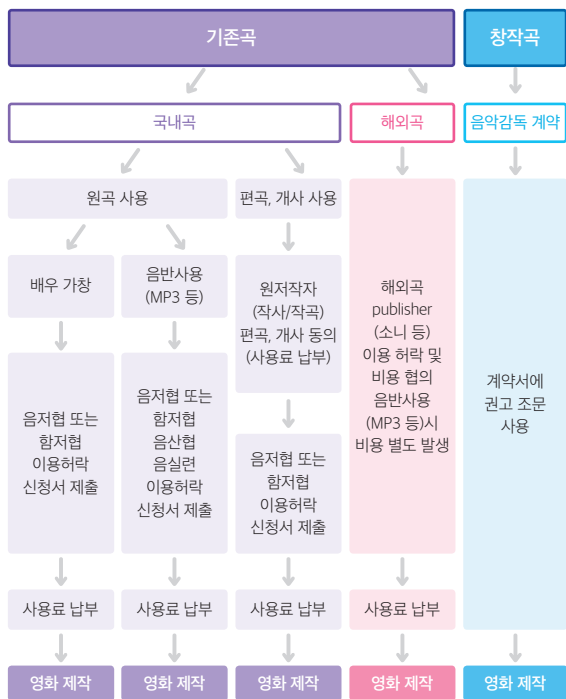 기존곡
창작곡
국내곡
해외곡
음악감독 계약
원곡 사용
편곡, 개사 사용
배우 가창
음반사용
(MP3 등)
원저작자
(작사/작곡)
편곡, 개사 동의
(사용료 납부)
해외곡
publisher
(소니 등)
이용 허락 및
비용 협의
음반사용
(MP3 등)시
비용 별도 발생
계약서에
권고 조문
사용
음저협 또는
함저협
이용허락
신청서 제출
음저협 또는
함저협
음산협
음실련
이용허락
신청서 제출
음저협 또는
함저협
이용허락
신청서 제출
사용료 납부
사용료 납부
사용료 납부
사용료 납부
영화 제작
영화 제작
영화 제작
영화 제작
영화 제작